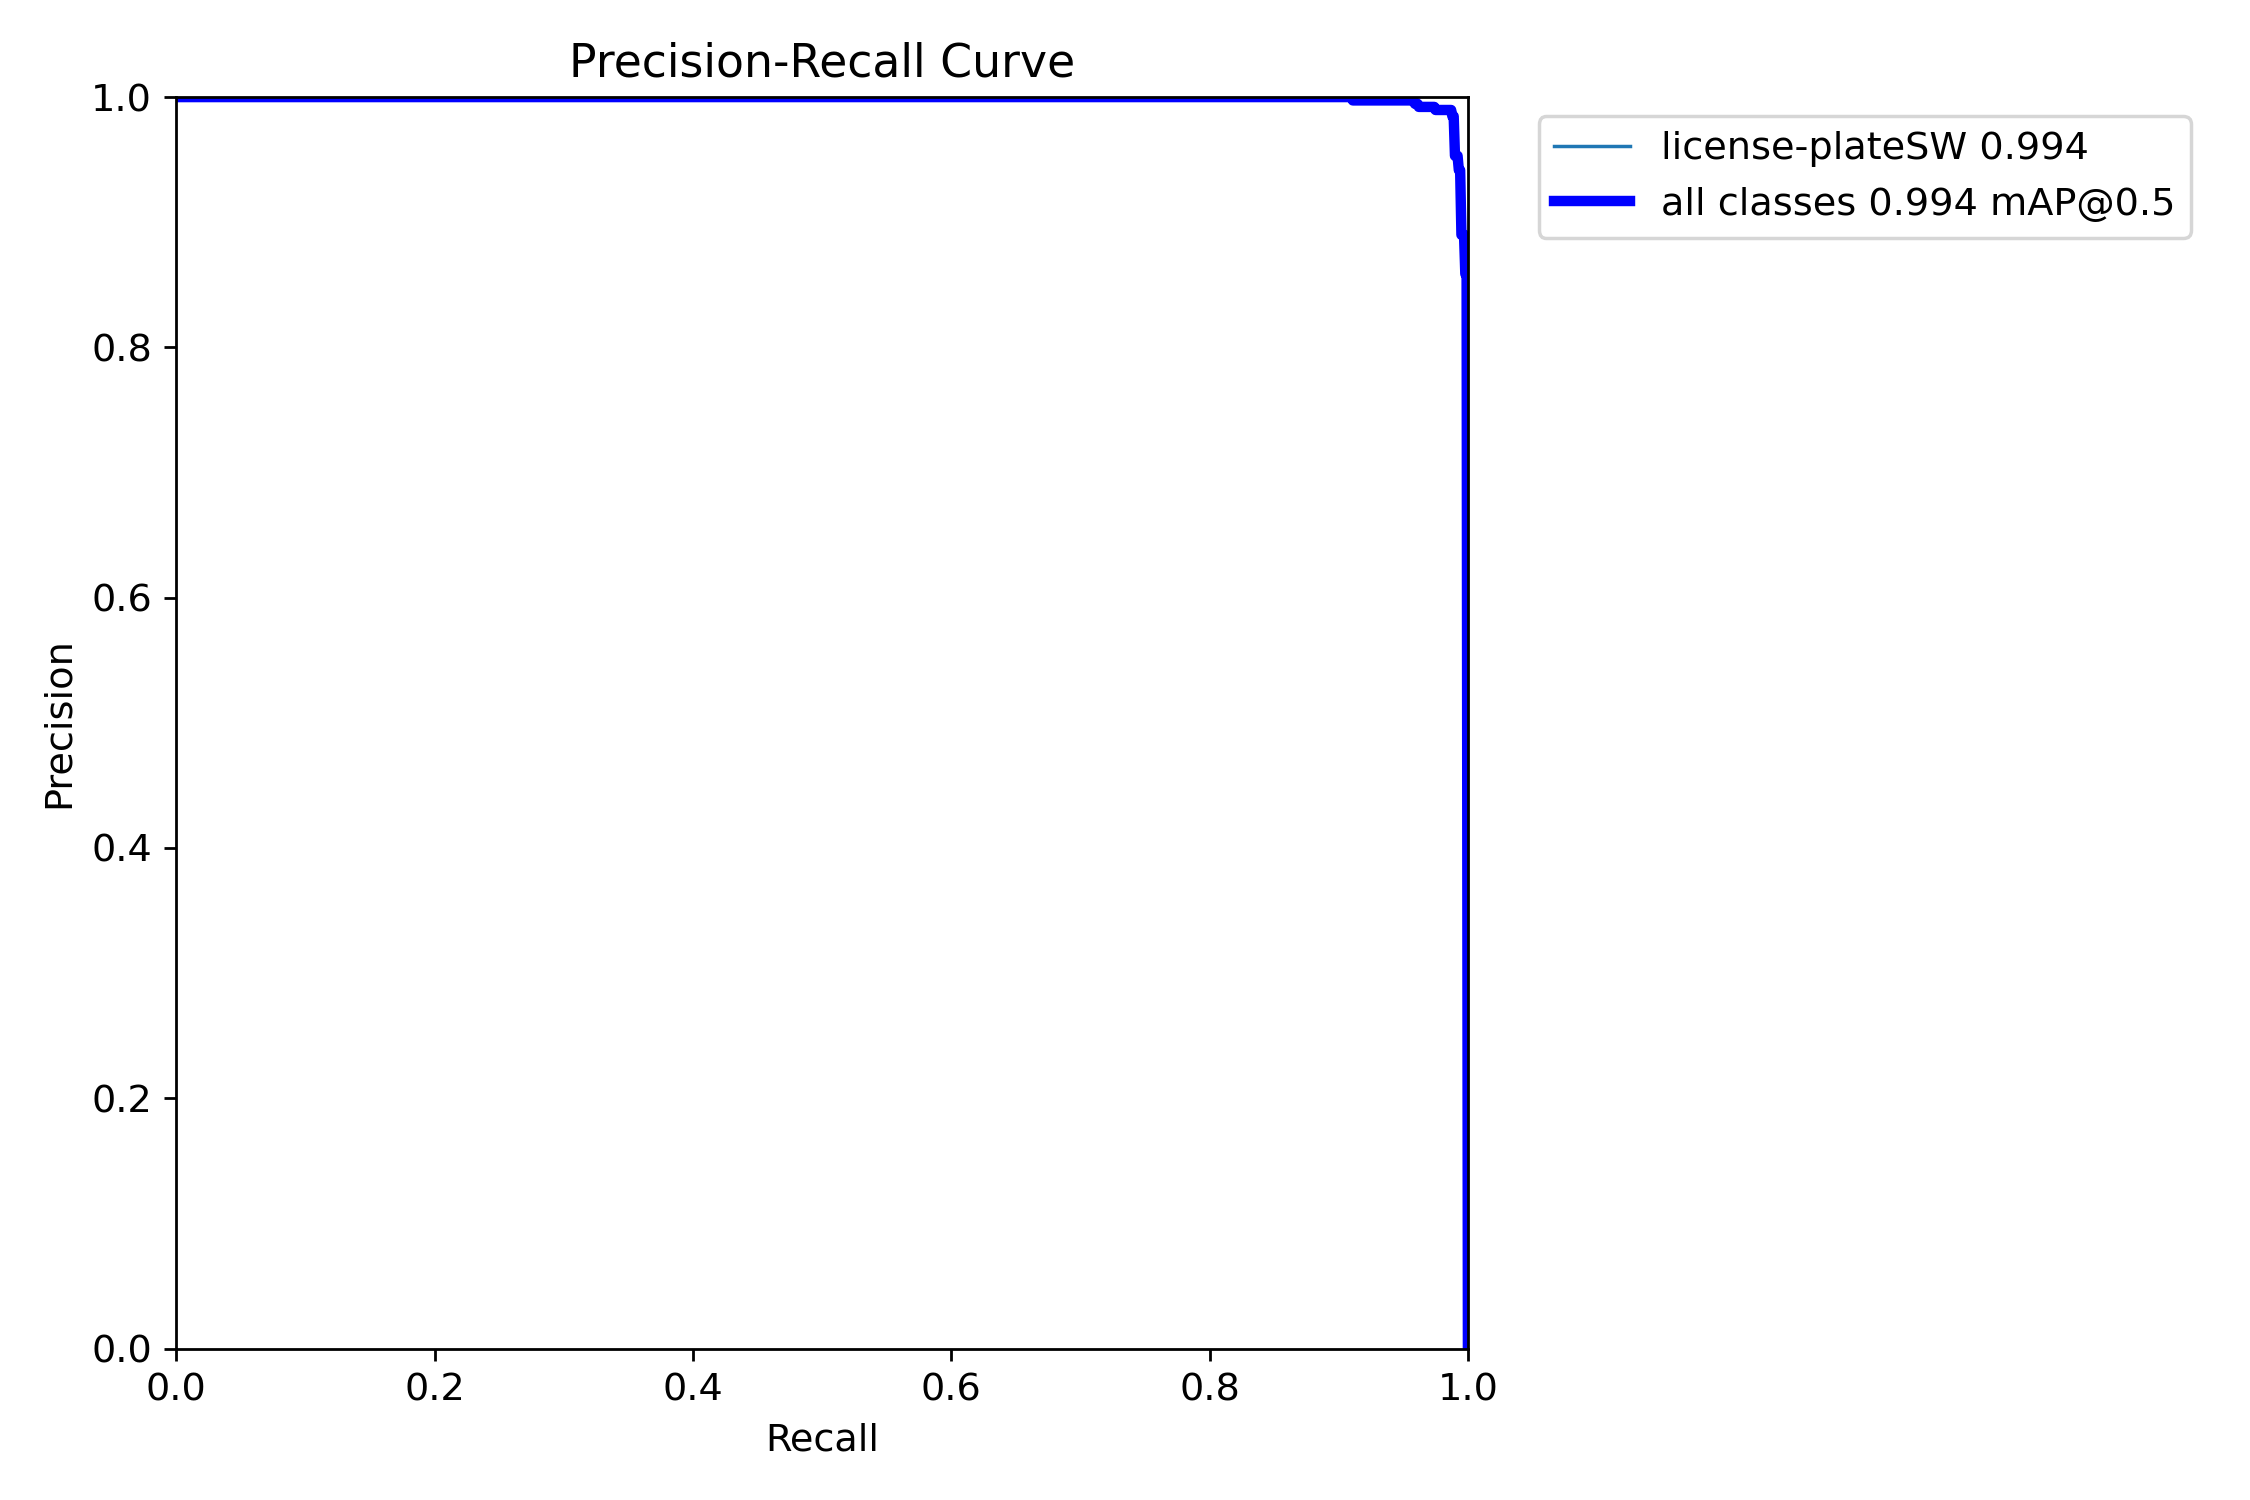 Precision-Recall Curve
1.0
0.8
0.6
0.4
0.2
0.0
Precision
0.0 0.2 0.4 0.6 0.8 1.0
Recall
license-plateSW 0.994
all classes 0.994 mAP@0.5